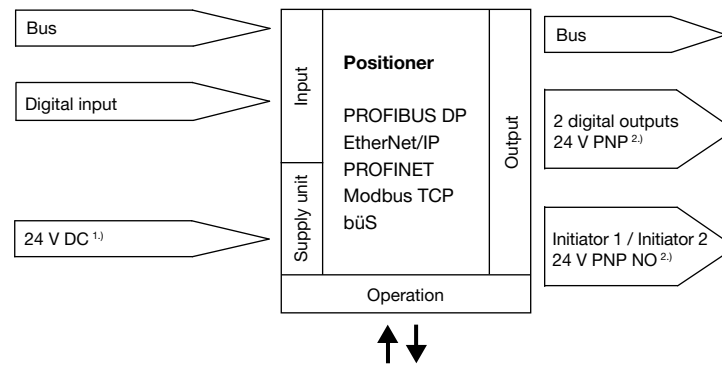 Bus
Digital input
24 V DC 1.)
Input
Supply unit
Positioner
PROFIBUS DP
EtherNet/IP
PROFINET
Modbus TCP
büS
Output
Operation
Bus
2 digital outputs
24 V PNP 2.)
Initiator 1 / Initiator 2
24 V PNP NO 2.)